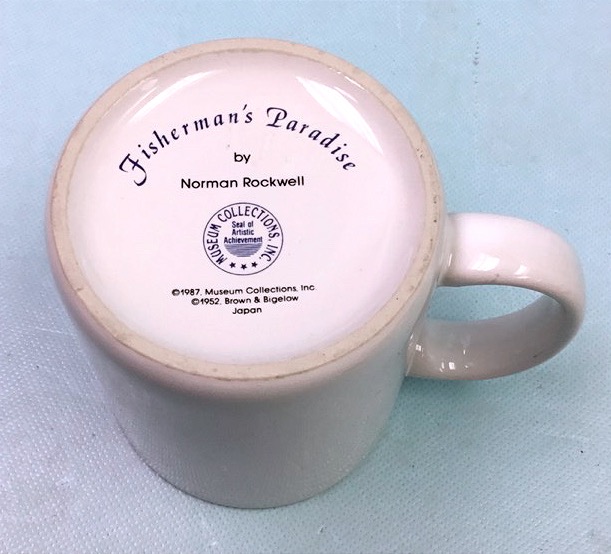 Fisherman's Paradise
by
Norman Rockwell
MUSEUM COLLECTIONS, INC.
Seal of
Artistic
Achievement
©1987, Museum Collections, Inc.
©1952, Brown & Bigelow
Japan